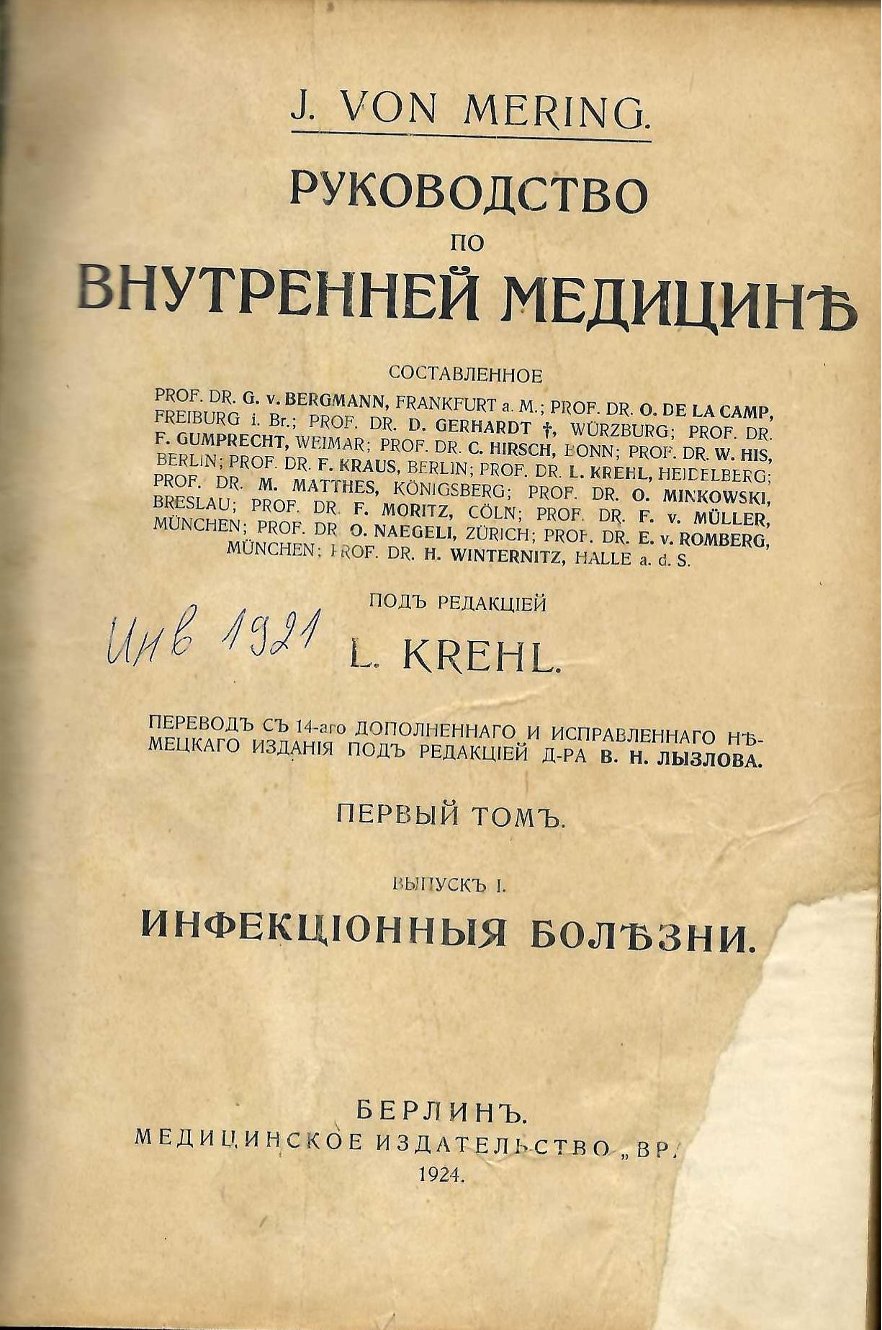 J. VON MERING.
РУКОВОДСТВО
ПО
ВНУТРЕННЕЙ МЕДИЦИНѢ
СОСТАВЛЕННОЕ
PROF. DR. G. v. BERGMANN, FRANKFURT a. M.; PROF. DR. O. DE LA CAMP,
FREIBURG i. Br.; PROF. DR. D. GERHARDT †, WÜRZBURG; PROF. DR.
F. GUMPRECHT, WEIMAR; PROF. DR. C. HIRSCH, BONN; PROF. DR. W. HIS,
BERLIN; PROF. DR. F. KRAUS, BERLIN; PROF. DR. L. KREHL, HEIDELBERG;
PROF. DR. M. MATTHES, KÖNIGSBERG; PROF. DR. O. MINKOWSKI,
BRESLAU; PROF. DR. F. MORITZ, CÖLN; PROF. DR. F. v. MÜLLER,
MÜNCHEN; PROF. DR O. NAEGELI, ZÜRICH; PROF. DR. E. v. ROMBERG,
MÜNCHEN; PROF. DR. H. WINTERNITZ, HALLE a. d. S.
ПОДЪ РЕДАКЦІЕЙ
Инв 1921
L. KREHL.
ПЕРЕВОДЪ СЪ 14-аго ДОПОЛНЕННАГО И ИСПРАВЛЕННАГО НѢ-
МЕЦКАГО ИЗДАНІЯ ПОДЪ РЕДАКЦІЕЙ Д-РА В. Н. ЛЫЗЛОВА.
ПЕРВЫЙ ТОМЪ.
ВЫПУСКЪ I.
ИНФЕКЦІОННЫЯ БОЛѢЗНИ.
БЕРЛИНЪ.
МЕДИЦИНСКОЕ ИЗДАТЕЛЬСТВО „ВР
1924.